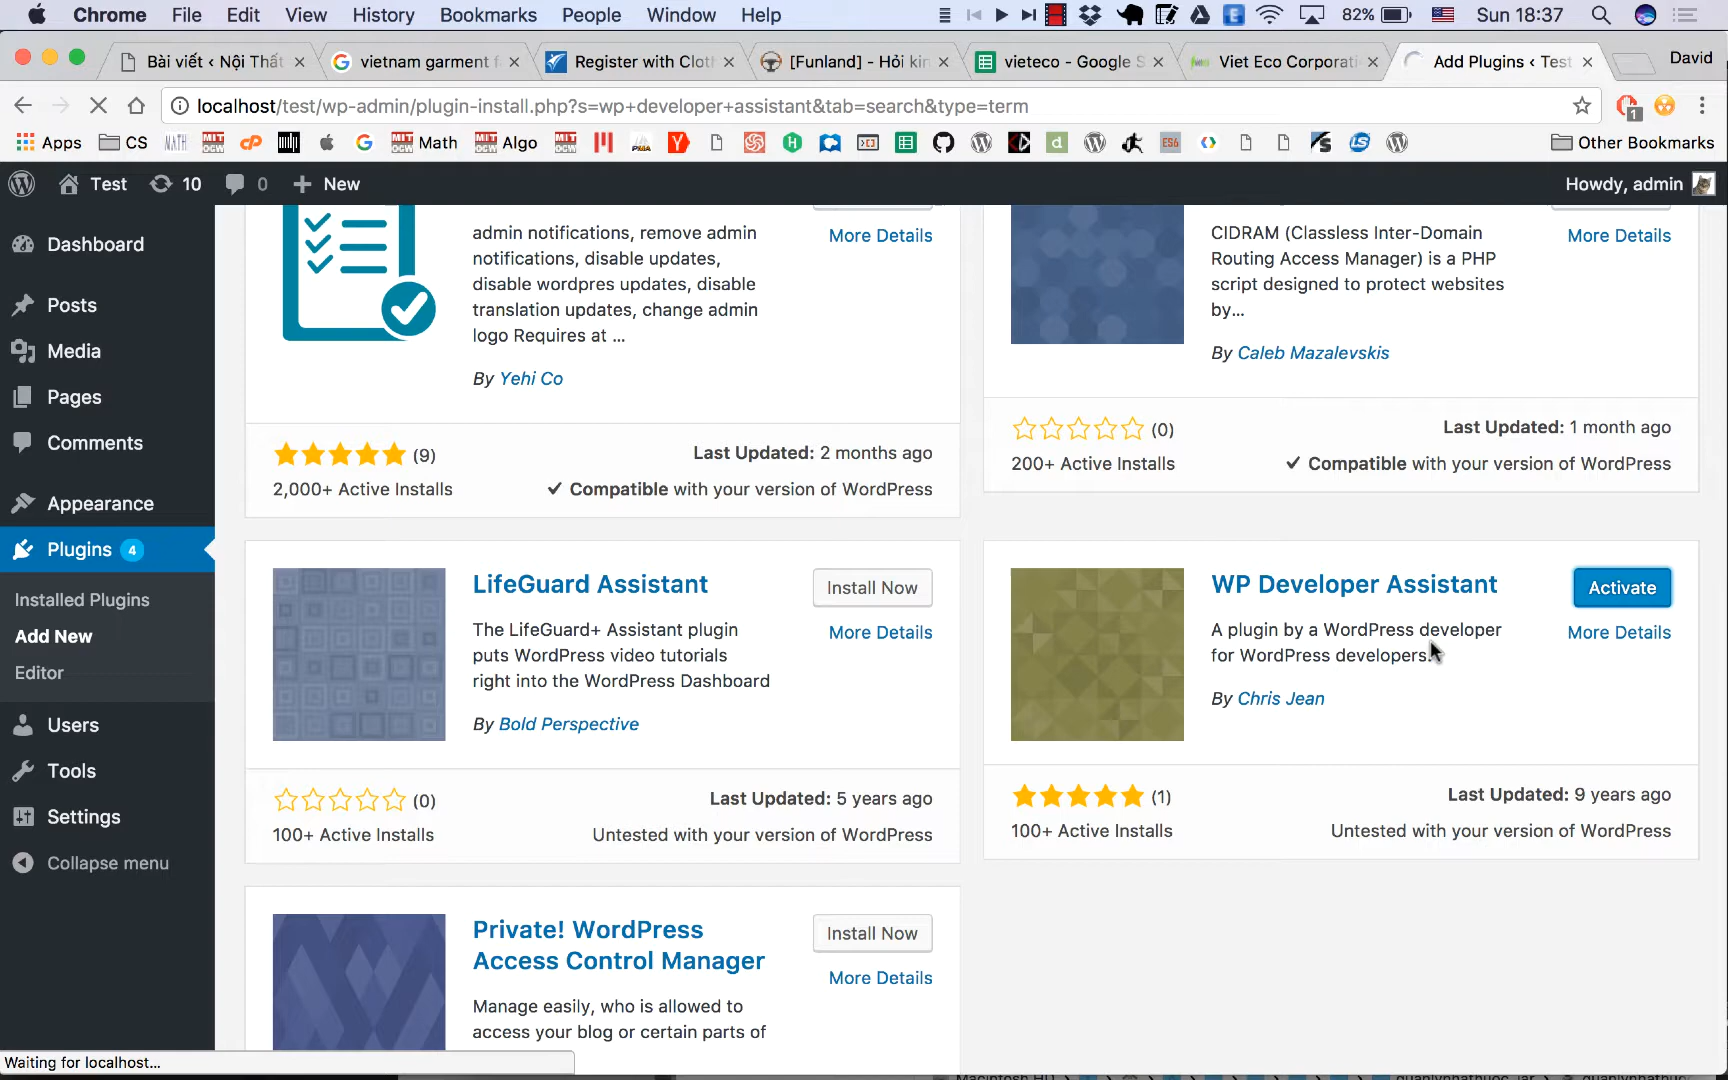 Chrome File Edit View History Bookmarks People Window Help 82% Sun 18:37
Bài viết ‹ Nội Thất
vietnam garment f
Register with Cloth
[Funland] - Hỏi kin
vieteco - Google S
Viet Eco Corporati
Add Plugins ‹ Test
David
localhost/test/wp-admin/plugin-install.php?s=wp+developer+assistant&tab=search&type=term
1
Apps CS Math Algo Other Bookmarks
Test 10 0 New Howdy, admin
Dashboard
Posts
Media
Pages
Comments
Appearance
Plugins 4
Installed Plugins
Add New
Editor
Users
Tools
Settings
Collapse menu
More Details
admin notifications, remove admin
notifications, disable updates,
disable wordpres updates, disable
translation updates, change admin
logo Requires at ...
By Yehi Co
(9)
2,000+ Active Installs
Last Updated: 2 months ago
Compatible with your version of WordPress
More Details
CIDRAM (Classless Inter-Domain
Routing Access Manager) is a PHP
script designed to protect websites
by...
By Caleb Mazalevskis
(0)
200+ Active Installs
Last Updated: 1 month ago
Compatible with your version of WordPress
LifeGuard Assistant
Install Now
More Details
The LifeGuard+ Assistant plugin
puts WordPress video tutorials
right into the WordPress Dashboard
By Bold Perspective
(0)
100+ Active Installs
Last Updated: 5 years ago
Untested with your version of WordPress
WP Developer Assistant
Activate
More Details
A plugin by a WordPress developer
for WordPress developers.
By Chris Jean
(1)
100+ Active Installs
Last Updated: 9 years ago
Untested with your version of WordPress
Private! WordPress
Access Control Manager
Install Now
More Details
Manage easily, who is allowed to
access your blog or certain parts of
Waiting for localhost...